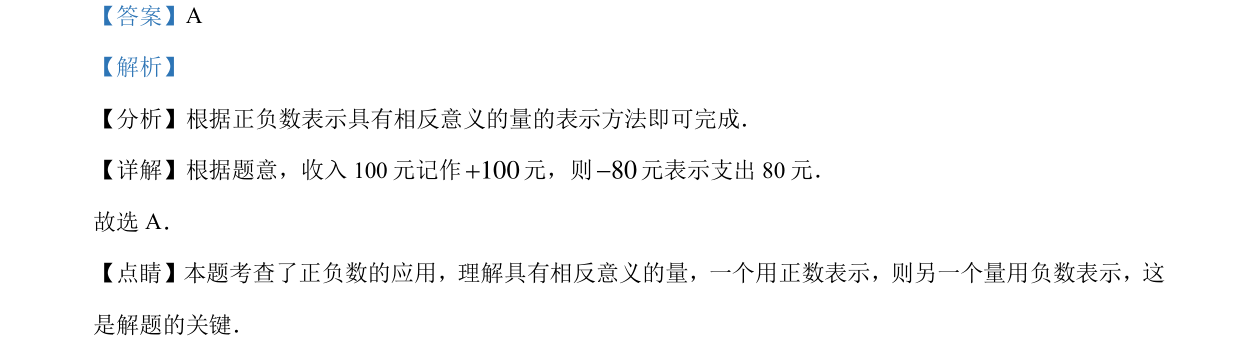 【答案】A
【解析】
【分析】根据正负数表示具有相反意义的量的表示方法即可完成．
【详解】根据题意，收入 100 元记作+100元，则−80元表示支出 80 元．
故选 A．
【点睛】本题考查了正负数的应用，理解具有相反意义的量，一个用正数表示，则另一个量用负数表示，这
是解题的关键．